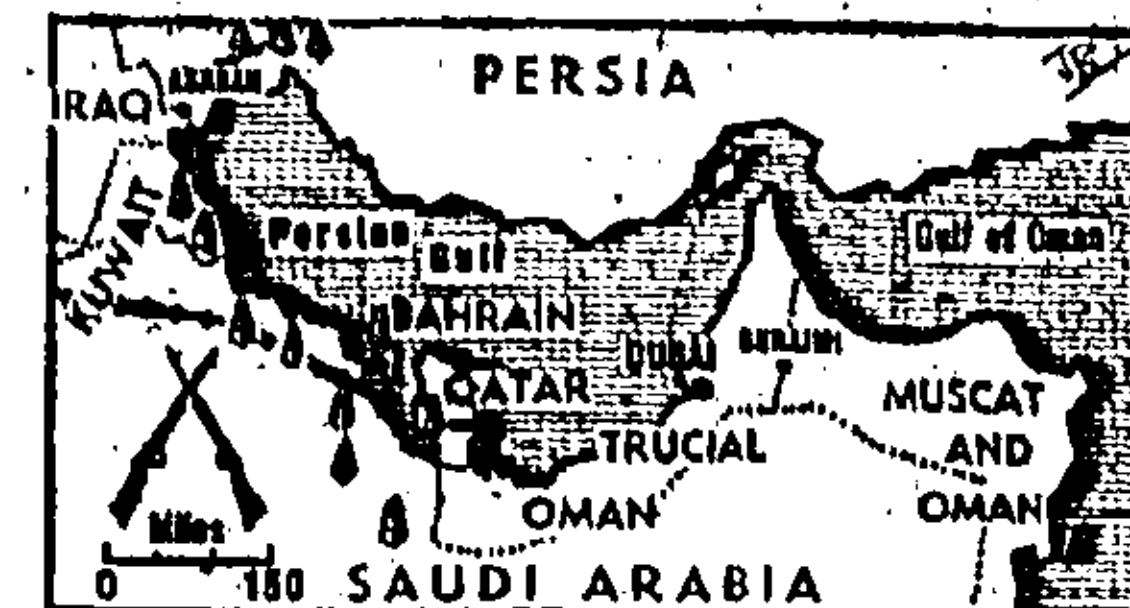 PERSIA
ABADAN
IRAQ
KUWAIT
Persian
Gulf
Gulf of Oman
BAHRAIN
DUBAI
QATAR
MUSCAT
AND
OMAN
TRUCIAL
OMAN
Miles
0 150
SAUDI ARABIA